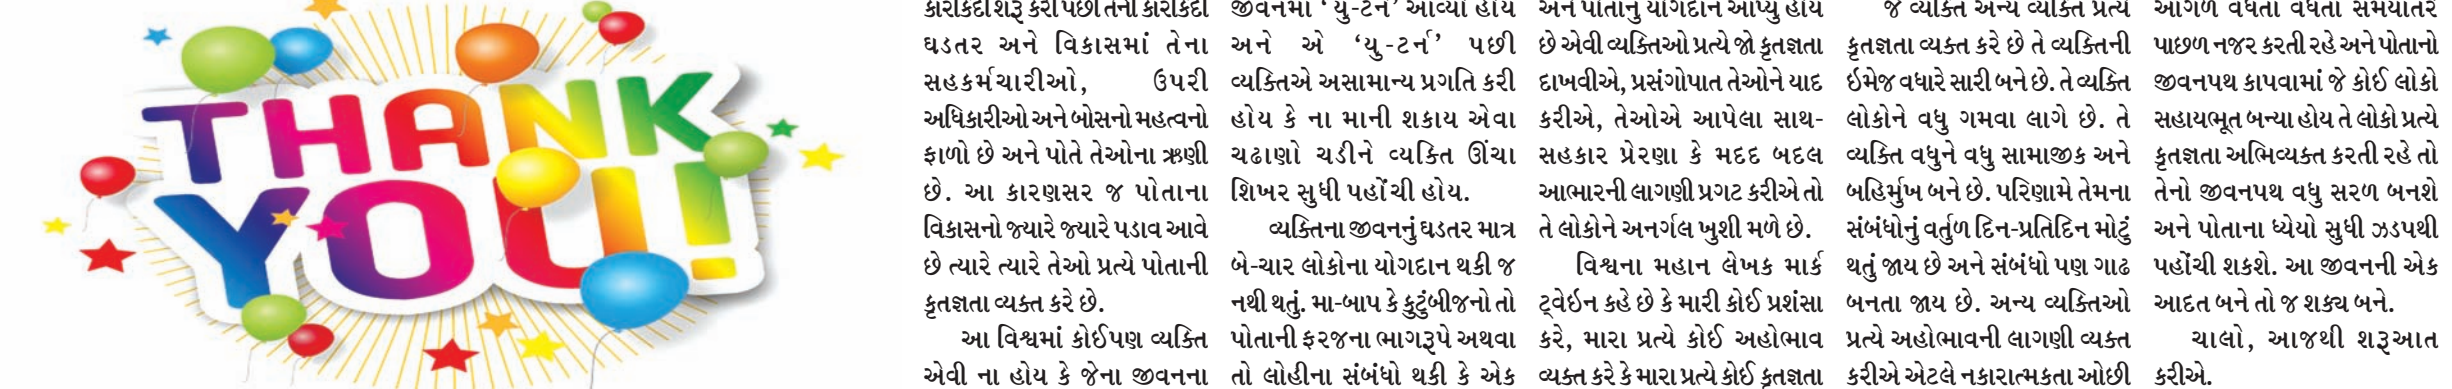 THANK
YOU!
કારકિર્દી શરૂ કરી પછી તેની કારકિર્દી
ઘડતર અને વિકાસમાં તેના
સહકર્મચારીઓ, ઉપરી
અધિકારીઓ અને બોસનો મહત્વનો
ફાળો છે અને પોતે તેઓના ઋણી
છે. આ કારણસર જ પોતાના
વિકાસનો જ્યારે જ્યારે પડાવ આવે
છે ત્યારે ત્યારે તેઓ પ્રત્યે પોતાની
કૃતજ્ઞતા વ્યક્ત કરે છે.
આ વિશ્વમાં કોઈપણ વ્યક્તિ
એવી ના હોય કે જેના જીવનના
જીવનમાં ‘યુ-ટર્ન’ આવ્યો હોય
અને એ ‘યુ-ટર્ન’ પછી
વ્યક્તિએ અસામાન્ય પ્રગતિ કરી
હોય કે ના માની શકાય એવા
ચઢાણો ચડીને વ્યક્તિ ઊંચા
શિખર સુધી પહોંચી હોય.
વ્યક્તિના જીવનનું ઘડતર માત્ર
બે-ચાર લોકોના યોગદાન થકી જ
નથી થતું. મા-બાપ કે કુટુંબીજનો તો
પોતાની ફરજના ભાગરૂપે અથવા
તો લોહીના સંબંધો થકી કે એક
અને પોતાનું યોગદાન આપ્યું હોય
છે એવી વ્યક્તિઓ પ્રત્યે જો કૃતજ્ઞતા
દાખવીએ, પ્રસંગોપાત તેઓને યાદ
કરીએ, તેઓએ આપેલા સાથ-
સહકાર પ્રેરણા કે મદદ બદલ
આભારની લાગણી પ્રગટ કરીએ તો
તે લોકોને અનર્ગલ ખુશી મળે છે.
વિશ્વના મહાન લેખક માર્ક
ટ્વેઇન કહે છે કે મારી કોઈ પ્રશંસા
કરે, મારા પ્રત્યે કોઈ અહોભાવ
વ્યક્ત કરે કે મારા પ્રત્યે કોઈ કૃતજ્ઞતા
જે વ્યક્તિ અન્ય વ્યક્તિ પ્રત્યે
કૃતજ્ઞતા વ્યક્ત કરે છે તે વ્યક્તિની
ઇમેજ વધારે સારી બને છે. તે વ્યક્તિ
લોકોને વધુ ગમવા લાગે છે. તે
વ્યક્તિ વધુને વધુ સામાજીક અને
બહિર્મુખ બને છે. પરિણામે તેમના
સંબંધોનું વર્તુળ દિન-પ્રતિદિન મોટું
થતું જાય છે અને સંબંધો પણ ગાઢ
બનતા જાય છે. અન્ય વ્યક્તિઓ
પ્રત્યે અહોભાવની લાગણી વ્યક્ત
કરીએ એટલે નકારાત્મકતા ઓછી
આગળ વધતા વધતા સમયાંતરે
પાછળ નજર કરતી રહે અને પોતાનો
જીવનપથ કાપવામાં જે કોઈ લોકો
સહાયભૂત બન્યા હોય તે લોકો પ્રત્યે
કૃતજ્ઞતા અભિવ્યક્ત કરતી રહે તો
તેનો જીવનપથ વધુ સરળ બનશે
અને પોતાના ધ્યેયો સુધી ઝડપથી
પહોંચી શકશે. આ જીવનની એક
આદત બને તો જ શક્ય બને.
ચાલો, આજથી શરૂઆત
કરીએ.